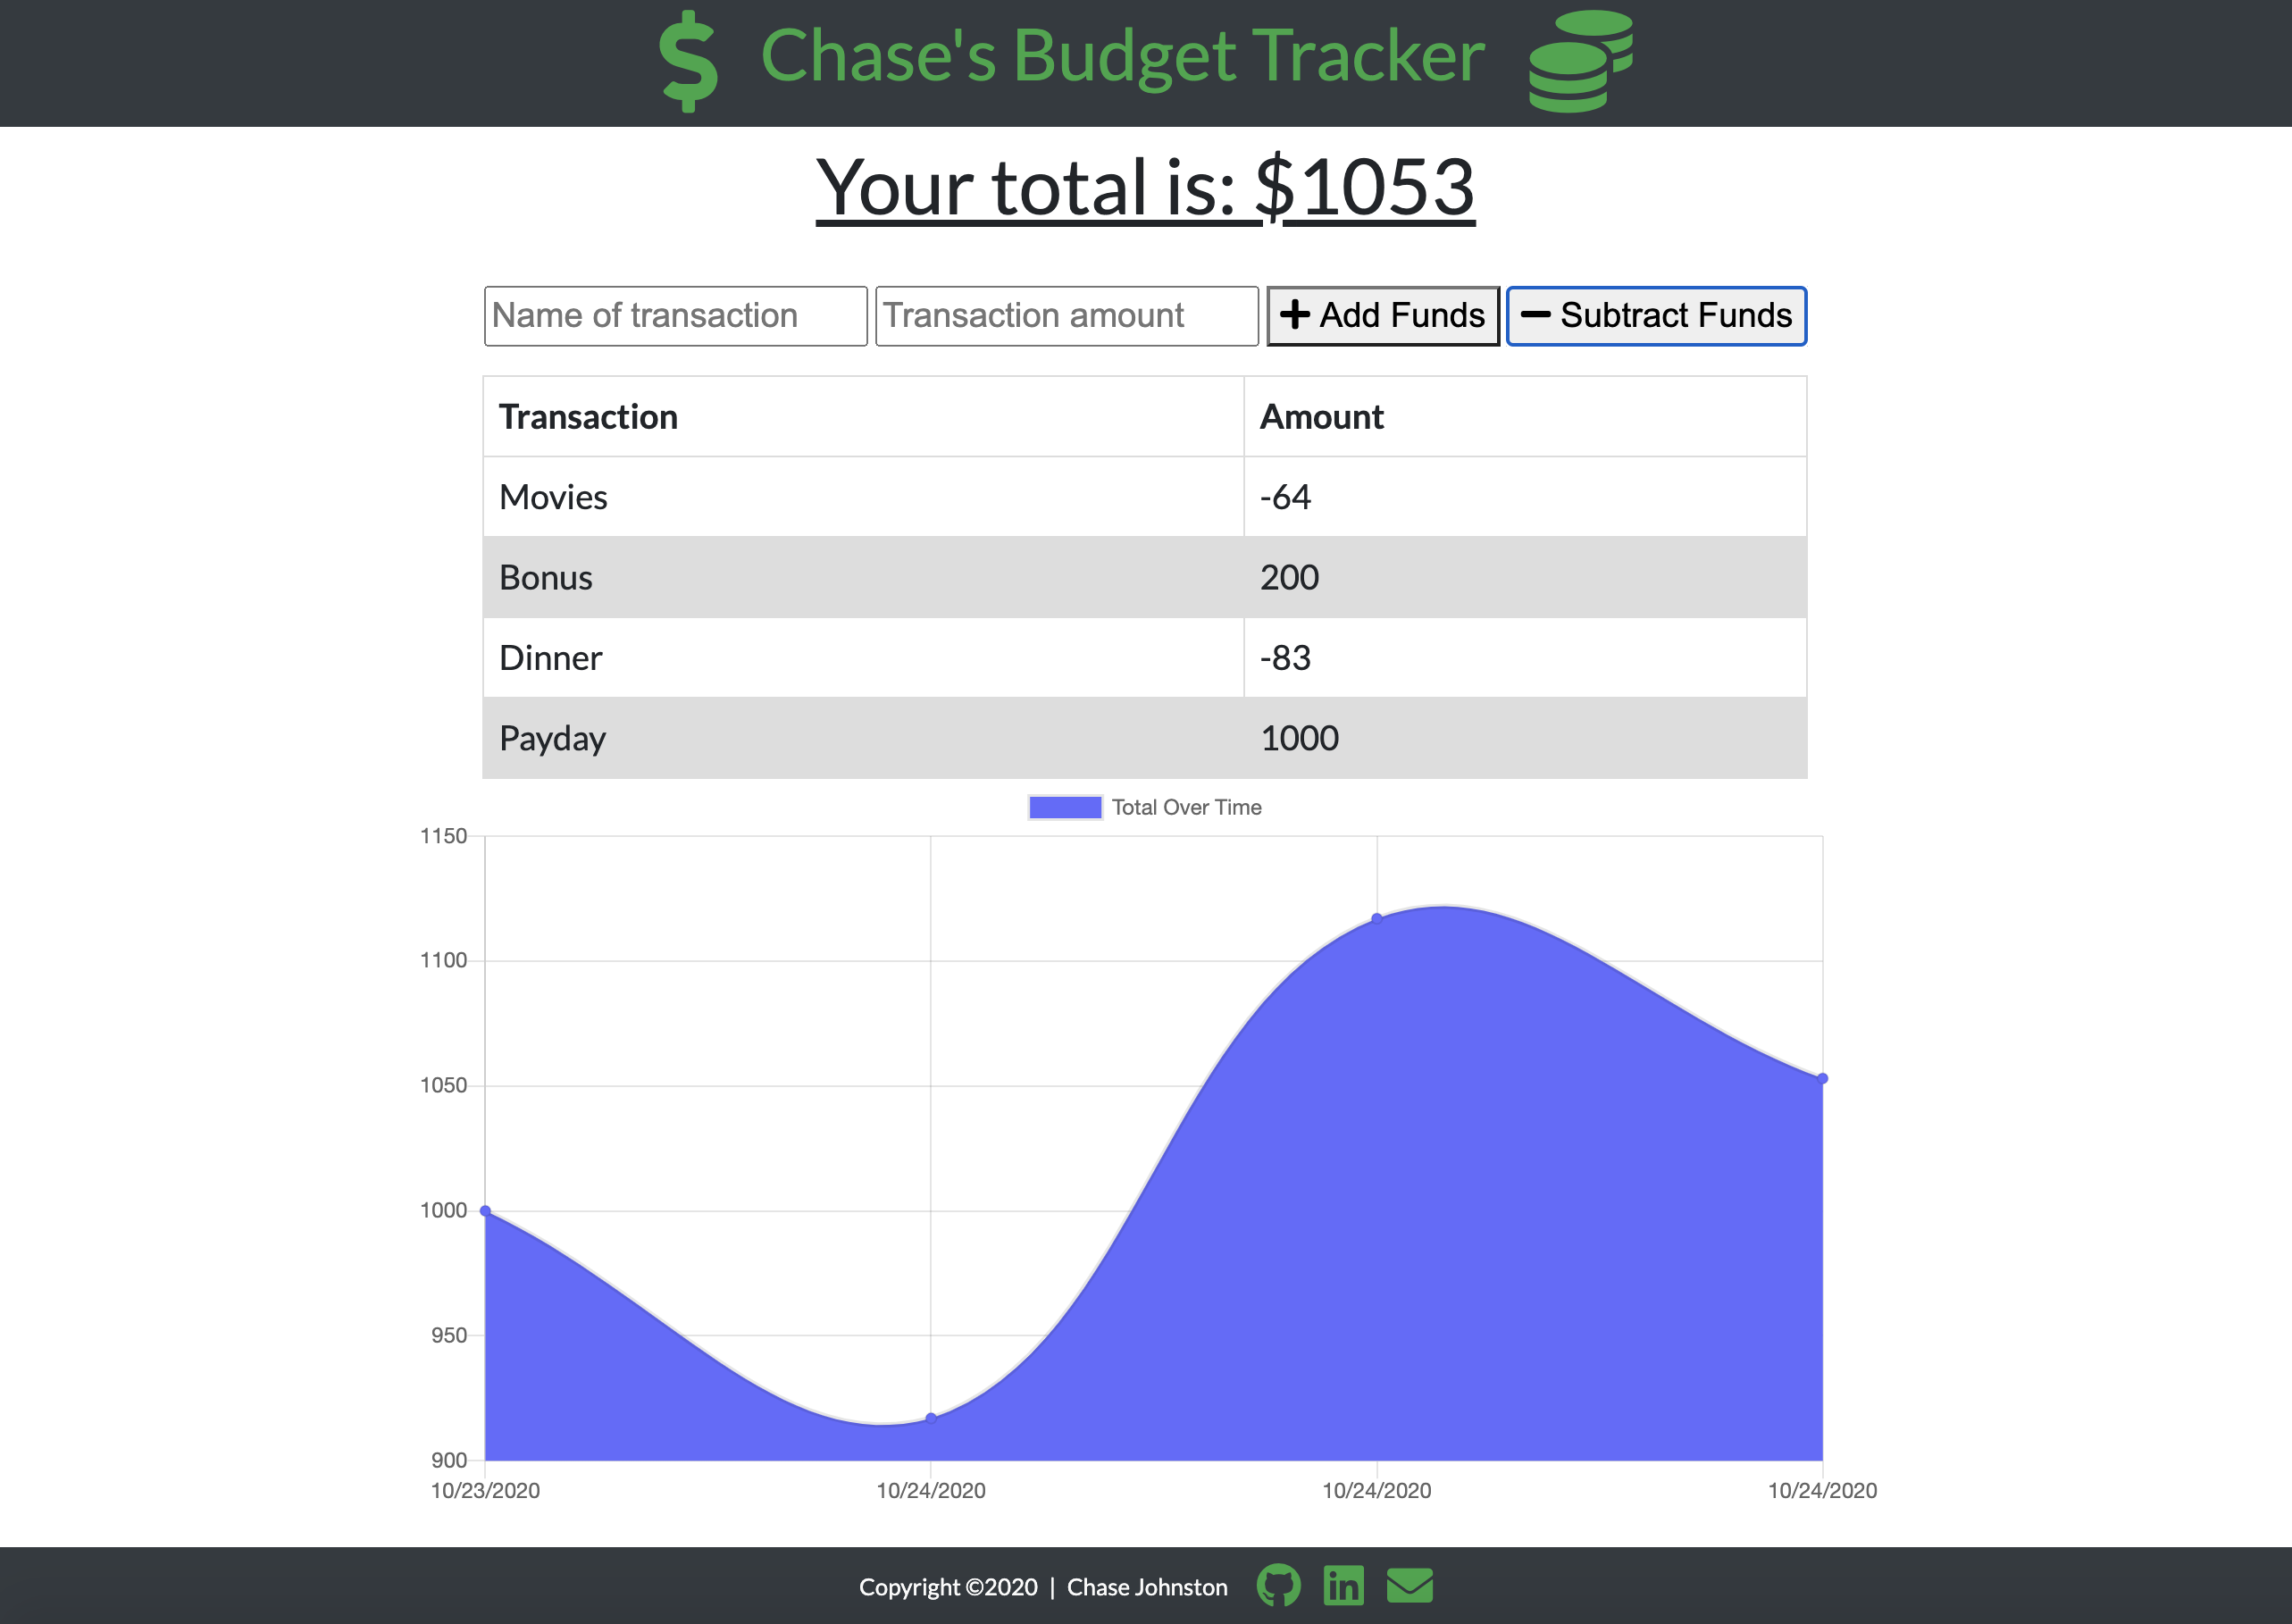 Chase's Budget Tracker
Your total is: $1053
Name of transaction Transaction amount Add Funds Subtract Funds
Transaction Amount
Movies -64
Bonus 200
Dinner -83
Payday 1000
Total Over Time
1150
1100
1050
1000
950
900
10/23/2020 10/24/2020 10/24/2020 10/24/2020
Copyright ©2020 | Chase Johnston